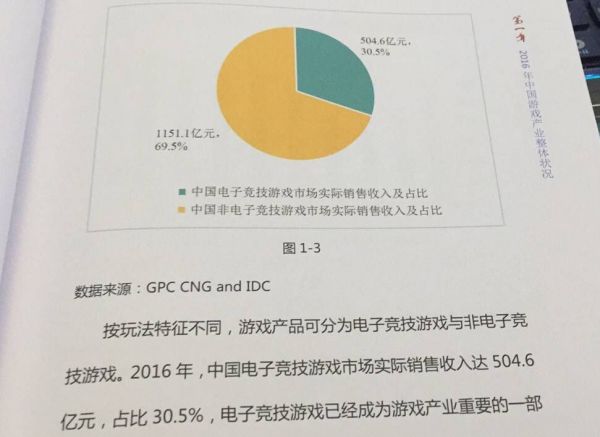 504.6亿元,
30.5%
1151.1亿元,
69.5%
中国电子竞技游戏市场实际销售收入及占比
中国非电子竞技游戏市场实际销售收入及占比
图 1-3
数据来源：GPC CNG and IDC
按玩法特征不同，游戏产品可分为电子竞技游戏与非电子竞
技游戏。2016 年，中国电子竞技游戏市场实际销售收入达 504.6
亿元，占比 30.5%，电子竞技游戏已经成为游戏产业重要的一部
第一章 2016 年中国游戏产业整体状况